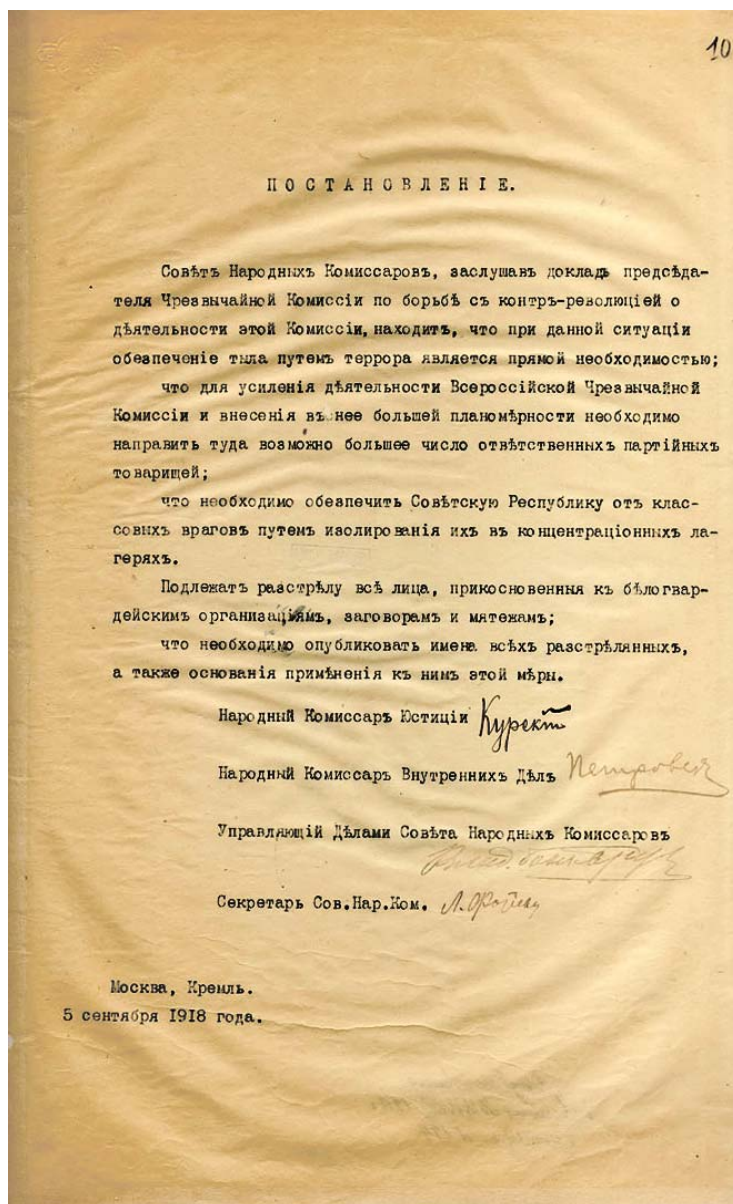 10
ПОСТАНОВЛЕНІЕ.
Совѣтъ Народныхъ Комиссаровъ, заслушавъ докладъ предсѣда-
теля Чрезвычайной Комиссіи по борьбѣ съ контръ-революціей о
дѣятельности этой Комиссіи, находитъ, что при данной ситуаціи
обезпеченіе тыла путемъ террора является прямой необходимостью;
что для усиленія дѣятельности Всероссійской Чрезвычайной
Комиссіи и внесенія въ нее большей планомѣрности необходимо
направить туда возможно большее число отвѣтственныхъ партійныхъ
товарищей;
что необходимо обезпечить Совѣтскую Республику отъ клас-
совыхъ враговъ путемъ изолированія ихъ въ концентраціонныхъ ла-
геряхъ.
Подлежатъ разстрѣлу всѣ лица, прикосновенныя къ бѣлогвар-
дейскимъ организаціямъ, заговорамъ и мятежамъ;
что необходимо опубликовать имена всѣхъ разстрѣлянныхъ,
а также основанія примѣненія къ нимъ этой мѣры.
Народный Комиссаръ Юстиціи Курскій
Народный Комиссаръ Внутреннихъ Дѣлъ Петровскій
Управляющій Дѣлами Совѣта Народныхъ Комиссаровъ
Секретарь Сов.Нар.Ком. Л.Фотіева
Москва, Кремль.
5 сентября 1918 года.